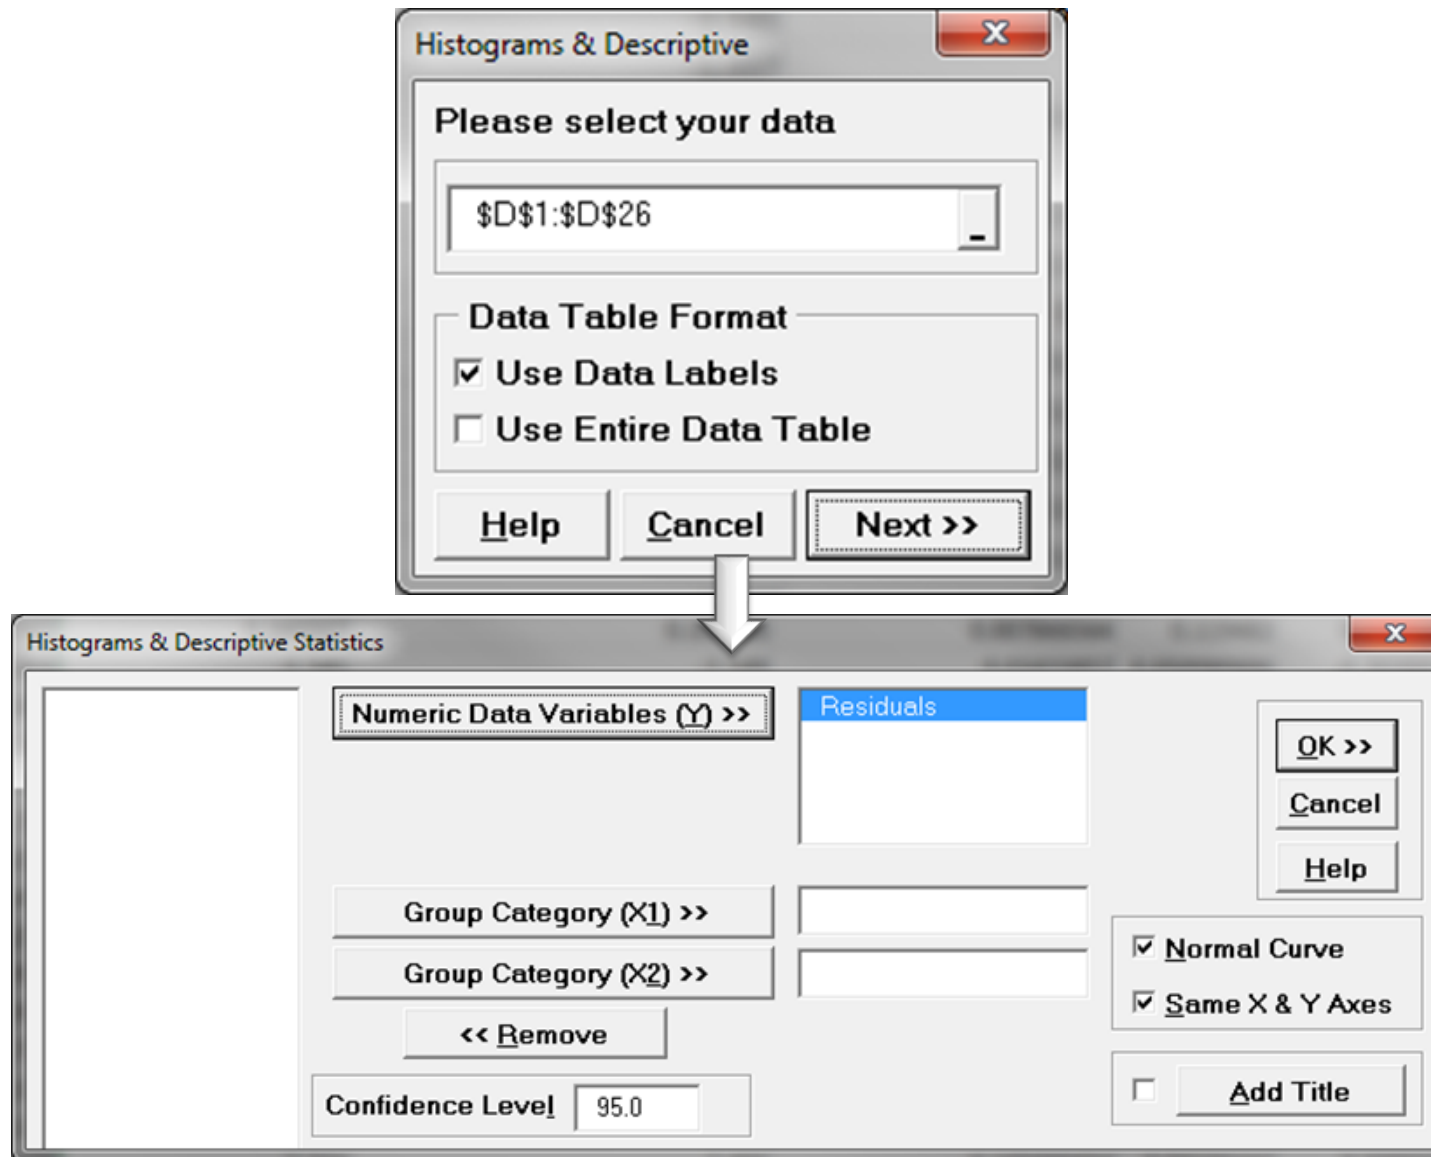 Histograms & Descriptive
Please select your data
$D$1:$D$26
Data Table Format
Use Data Labels
Use Entire Data Table
Help Cancel Next >>
Histograms & Descriptive Statistics
Numeric Data Variables (Y) >> Residuals
OK >>
Cancel
Help
Group Category (X1) >>
Group Category (X2) >>
<< Remove
Normal Curve
Same X & Y Axes
Confidence Level 95.0
Add Title